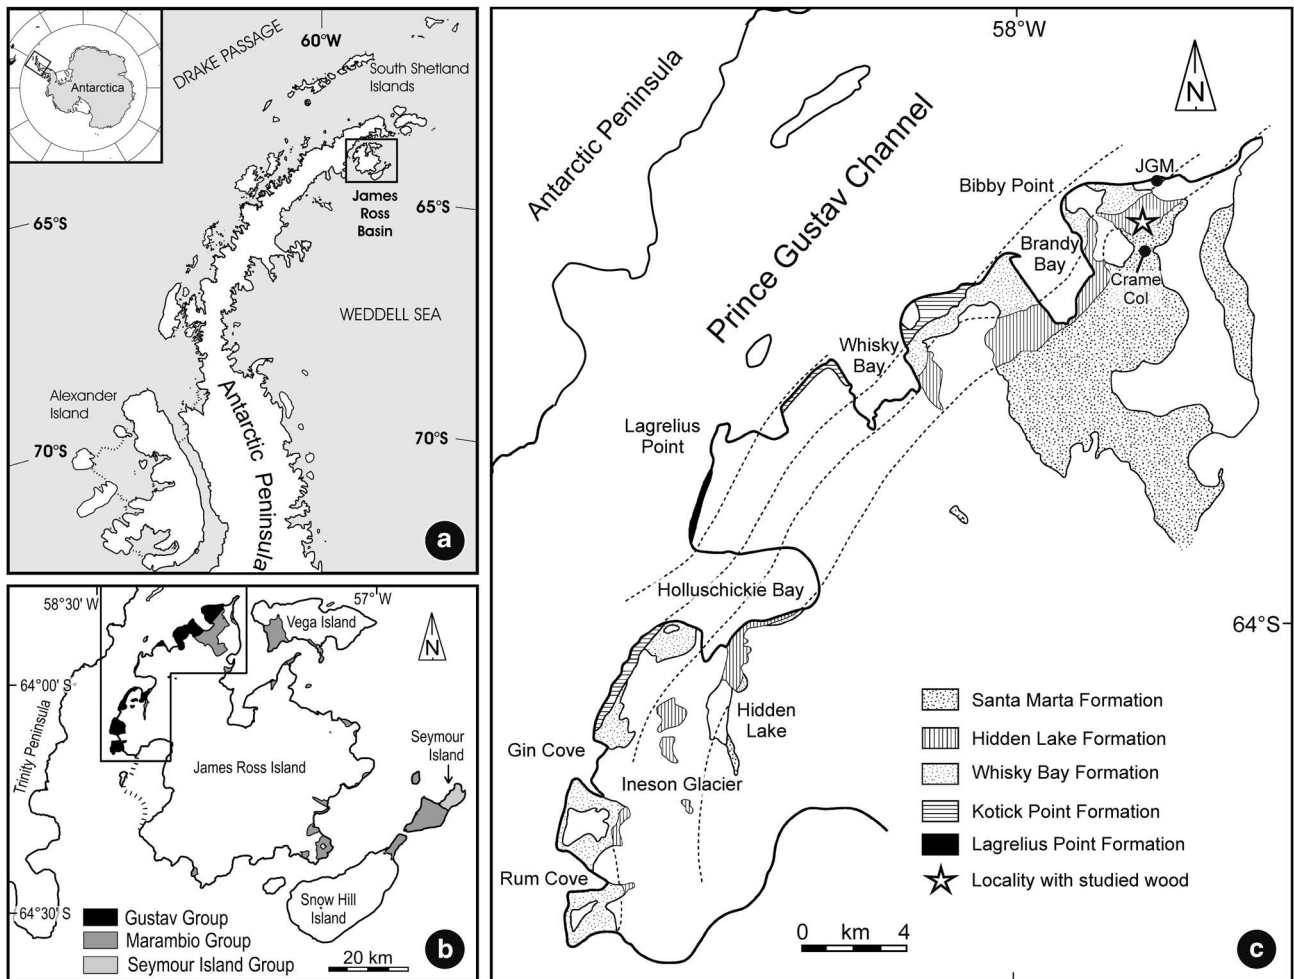 60°W
DRAKE PASSAGE
South Shetland
Islands
Antarctica
James
Ross
Basin
65°S
65°S
WEDDELL SEA
Alexander
Island
Antarctic Peninsula
70°S
70°S
a
58°30' W
57°W
Vega Island
N
64°00' S
Trinity Peninsula
Seymour
Island
James Ross Island
Snow Hill
Island
64°30' S
Gustav Group
Marambio Group
Seymour Island Group
20 km
b
58°W
Antarctic Peninsula
Prince Gustav Channel
N
JGM
Bibby Point
Brandy
Bay
Crame
Col
Whisky
Bay
Lagrelius
Point
Holluschickie Bay
64°S
Hidden
Lake
Gin Cove
Ineson Glacier
Rum Cove
Santa Marta Formation
Hidden Lake Formation
Whisky Bay Formation
Kotick Point Formation
Lagrelius Point Formation
Locality with studied wood
0 km 4
c